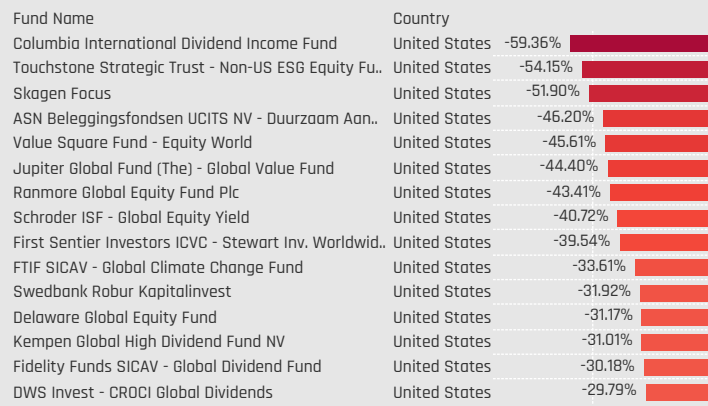 Fund Name Country
Columbia International Dividend Income Fund United States -59.36%
Touchstone Strategic Trust - Non-US ESG Equity Fu.. United States -54.15%
Skagen Focus United States -51.90%
ASN Beleggingsfondsen UCITS NV - Duurzaam Aan.. United States -46.20%
Value Square Fund - Equity World United States -45.61%
Jupiter Global Fund (The) - Global Value Fund United States -44.40%
Ranmore Global Equity Fund Plc United States -43.41%
Schroder ISF - Global Equity Yield United States -40.72%
First Sentier Investors ICVC - Stewart Inv. Worldwid.. United States -39.54%
FTIF SICAV - Global Climate Change Fund United States -33.61%
Swedbank Robur Kapitalinvest United States -31.92%
Delaware Global Equity Fund United States -31.17%
Kempen Global High Dividend Fund NV United States -31.01%
Fidelity Funds SICAV - Global Dividend Fund United States -30.18%
DWS Invest - CROCI Global Dividends United States -29.79%